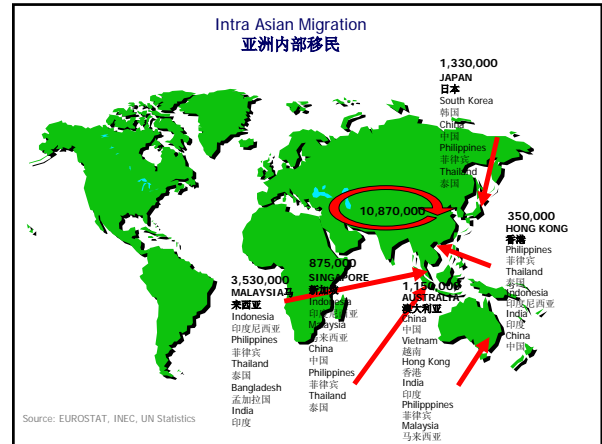 Intra Asian Migration
亚洲内部移民
1,330,000
JAPAN
日本
South Korea
韩国
China
中国
Philippines
菲律宾
Thailand
泰国
10,870,000
350,000
HONG KONG
香港
Philippines
菲律宾
Thailand
泰国
Indonesia
印度尼西亚
India
印度
China
中国
3,530,000
MALAYSIA马
来西亚
Indonesia
印度尼西亚
Philippines
菲律宾
Thailand
泰国
Bangladesh
孟加拉国
India
印度
875,000
SINGAPORE
新加坡
Indonesia
印度尼西亚
Malaysia
马来西亚
China
中国
Philippines
菲律宾
Thailand
泰国
1,150,000
AUSTRALIA
澳大利亚
China
中国
Vietnam
越南
Hong Kong
香港
India
印度
Philipppines
菲律宾
Malaysia
马来西亚
Source: EUROSTAT, INEC, UN Statistics